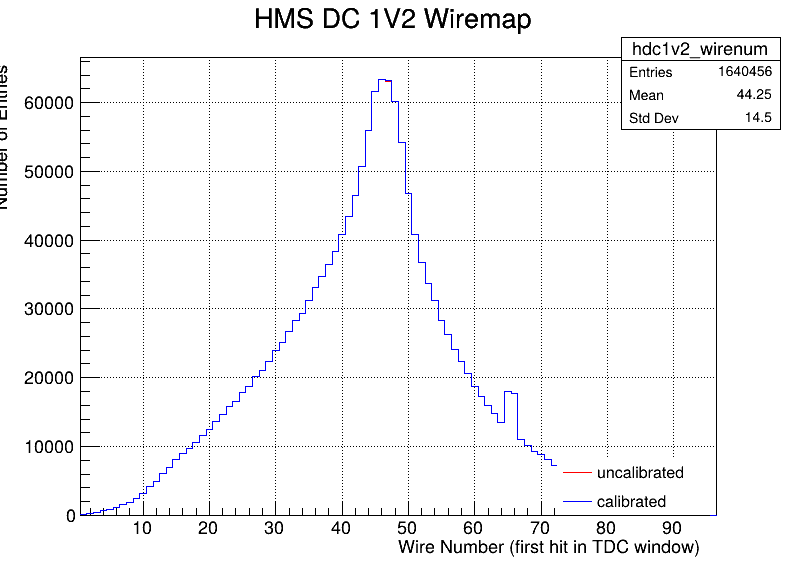 HMS DC 1V2 Wiremap
hdc1v2_wirenum
Entries 1640456
Mean 44.25
Std Dev 14.5
Number of Entries
60000
50000
40000
30000
20000
10000
0
10 20 30 40 50 60 70 80 90
uncalibrated
calibrated
Wire Number (first hit in TDC window)